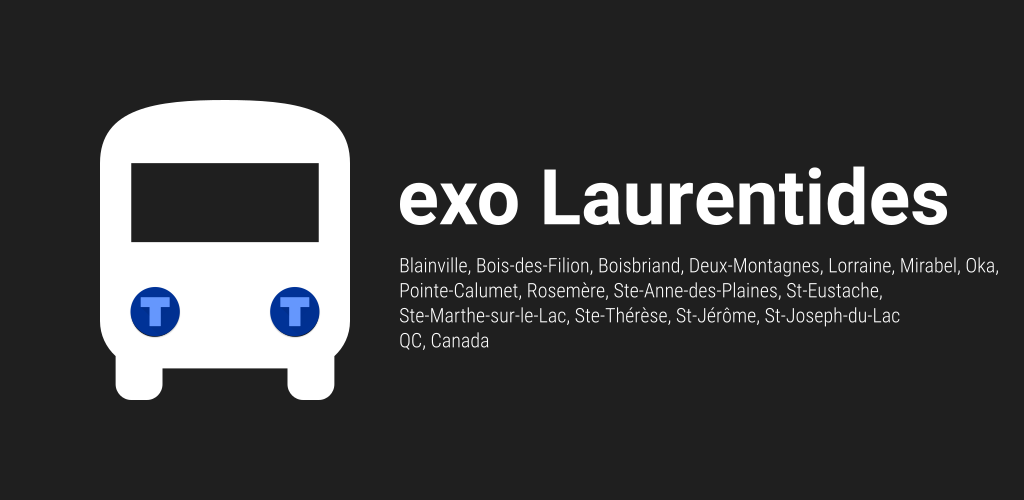 exo Laurentides
Blainville, Bois-des-Filion, Boisbriand, Deux-Montagnes, Lorraine, Mirabel, Oka,
Pointe-Calumet, Rosemère, Ste-Anne-des-Plaines, St-Eustache,
Ste-Marthe-sur-le-Lac, Ste-Thérèse, St-Jérôme, St-Joseph-du-Lac
QC, Canada
T T